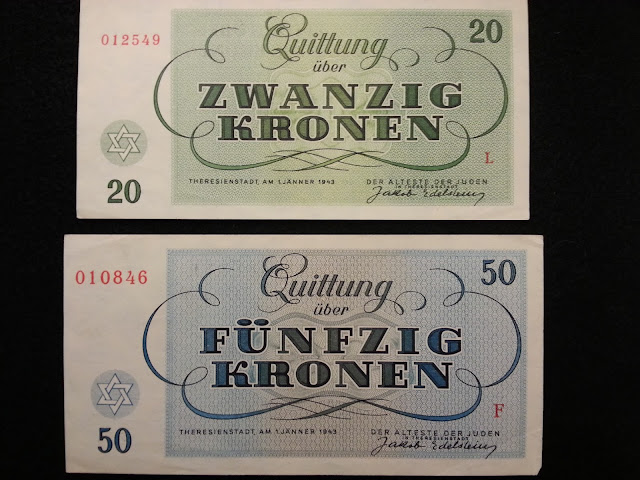 012549
Quittung
20
über
ZWANZIG
KRONEN
L
20
THERESIENSTADT, AM 1.JÄNNER 1943
DER ÄLTESTE DER JUDEN
IN THERESIENSTADT
Jakob Edelstein
010846
Quittung
50
über
FÜNFZIG
KRONEN
F
50
THERESIENSTADT, AM 1.JÄNNER 1943
DER ÄLTESTE DER JUDEN
IN THERESIENSTADT
Jakob Edelstein